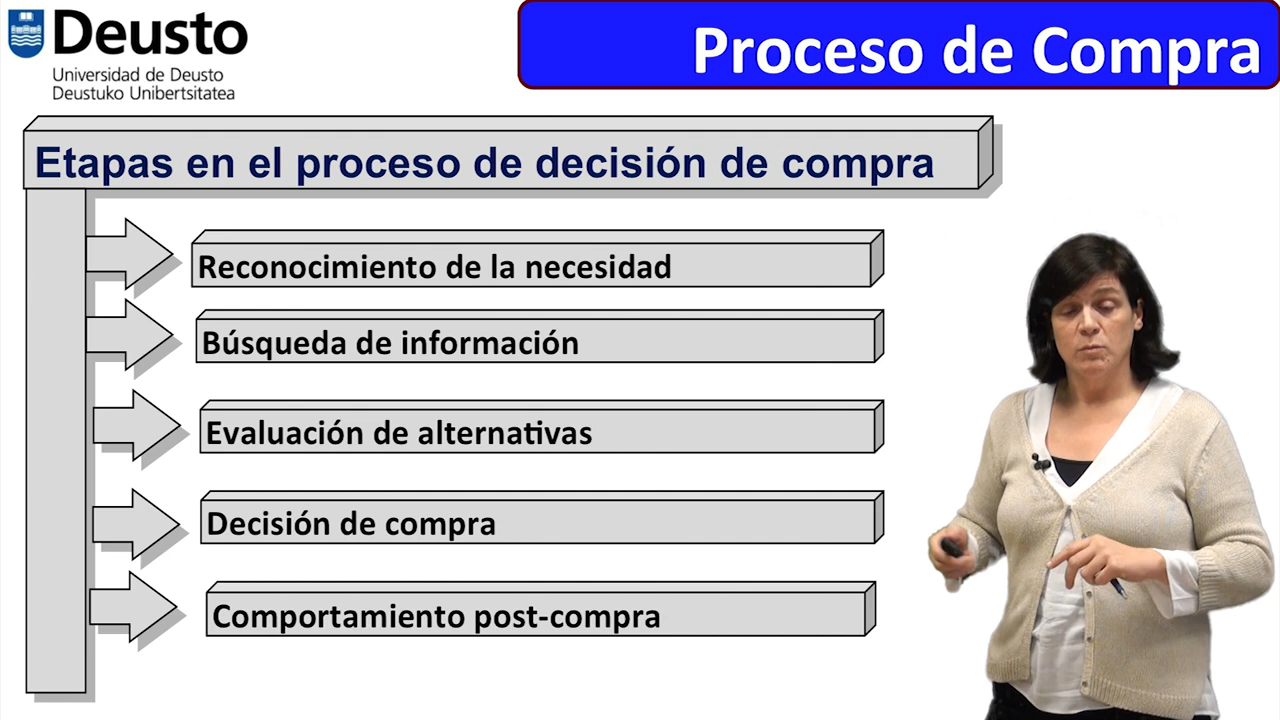 Deusto
Universidad de Deusto
Deustuko Unibertsitatea
Proceso de Compra
Etapas en el proceso de decisión de compra
Reconocimiento de la necesidad
Búsqueda de información
Evaluación de alternativas
Decisión de compra
Comportamiento post-compra